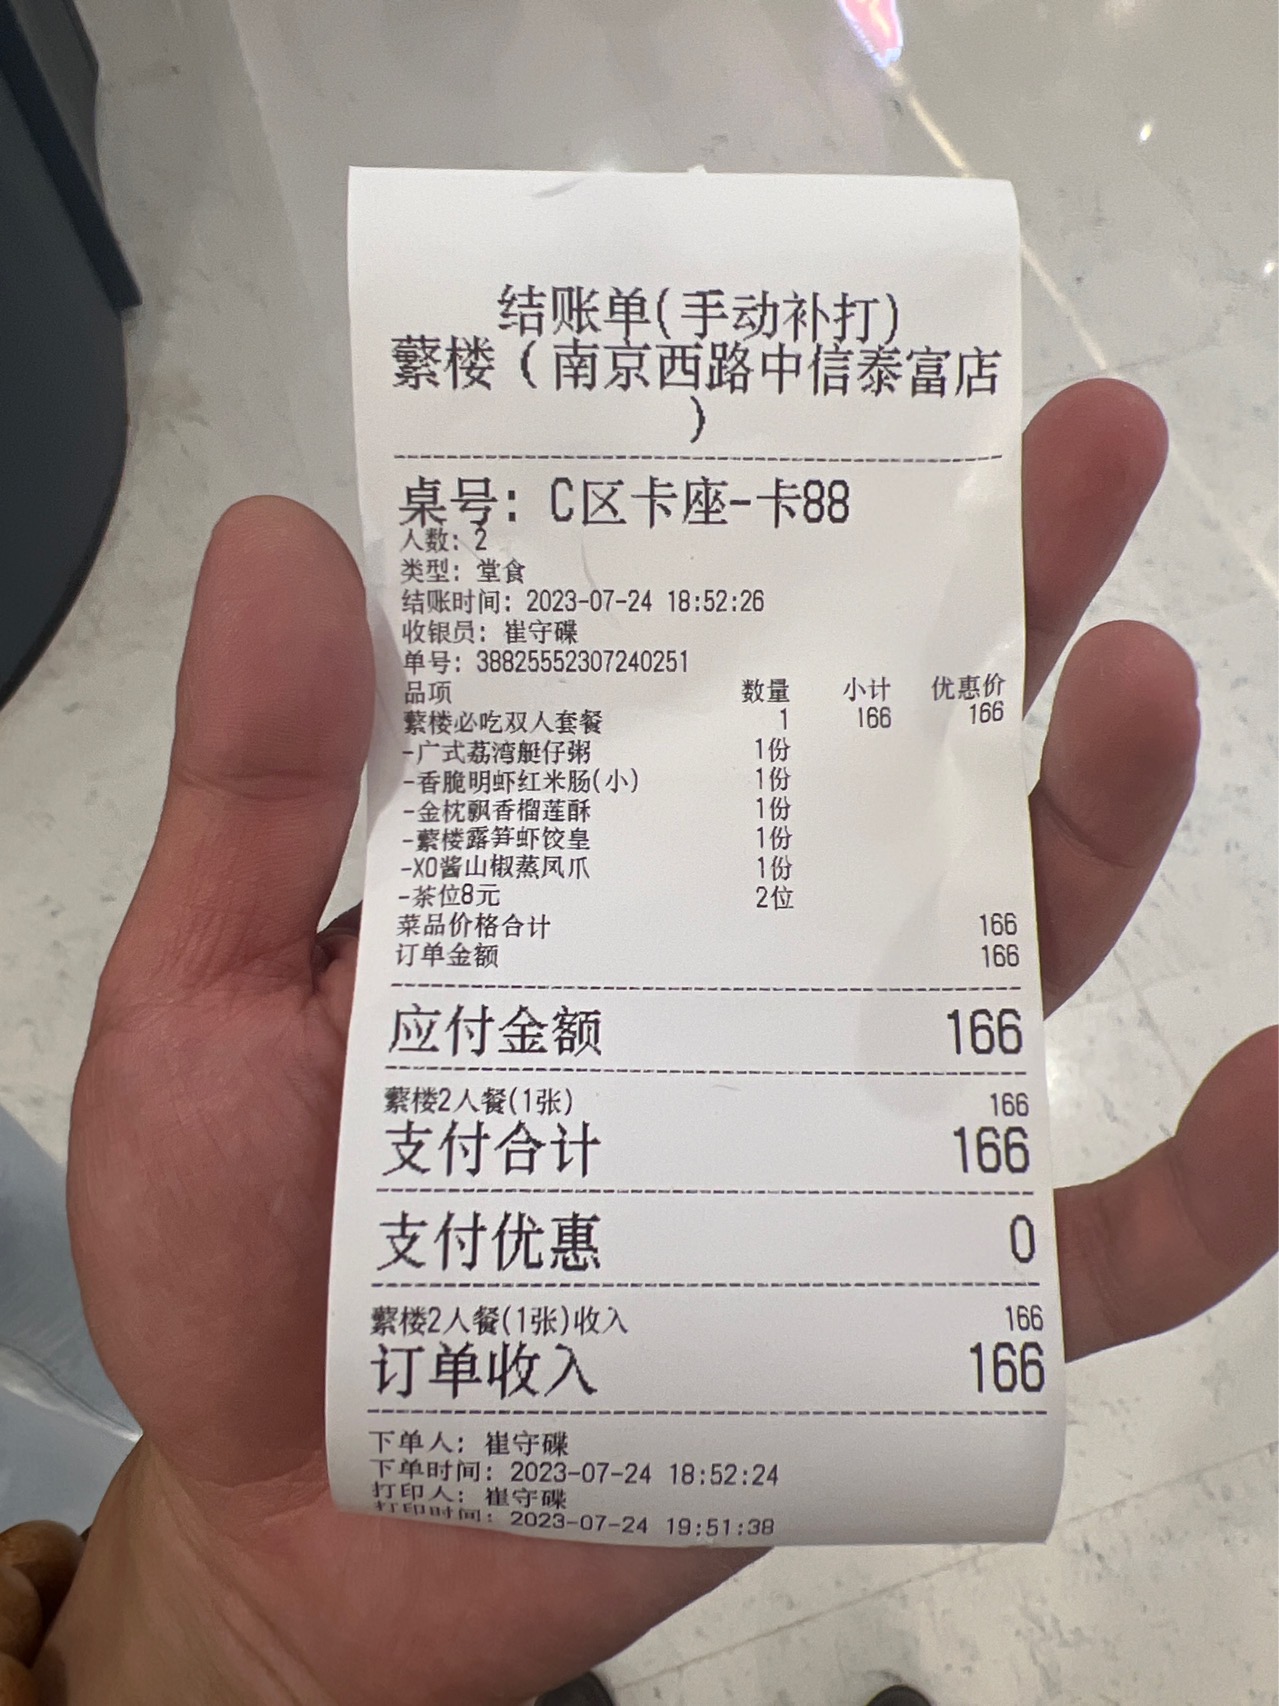 结账单(手动补打)
蘩楼（南京西路中信泰富店
）
桌号: C区卡座-卡88
人数: 2
类型: 堂食
结账时间: 2023-07-24 18:52:26
收银员: 崔守碟
单号: 38825552307240251
品项 数量 小计 优惠价
蘩楼必吃双人套餐 1 166 166
-广式荔湾艇仔粥 1份
-香脆明虾红米肠(小) 1份
-金枕飘香榴莲酥 1份
-蘩楼露笋虾饺皇 1份
-XO酱山椒蒸凤爪 1份
-茶位8元 2位
菜品价格合计 166
订单金额 166
应付金额 166
蘩楼2人餐(1张) 166
支付合计 166
支付优惠 0
蘩楼2人餐(1张)收入 166
订单收入 166
下单人: 崔守碟
下单时间: 2023-07-24 18:52:24
打印人: 崔守碟
打印时间: 2023-07-24 19:51:38